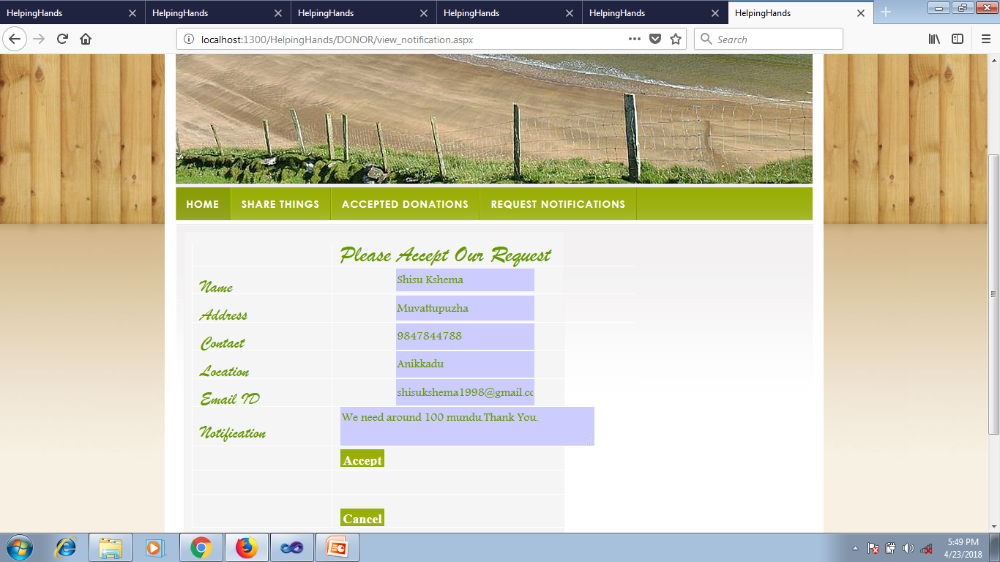 HelpingHands HelpingHands HelpingHands HelpingHands HelpingHands HelpingHands
localhost:1300/HelpingHands/DONOR/view_notification.aspx Search
HOME SHARE THINGS ACCEPTED DONATIONS REQUEST NOTIFICATIONS
Please Accept Our Request
Name Shisu Kshema
Address Muvattupuzha
Contact 9847844788
Location Anikkadu
Email ID shisukshema1998@gmail.co
Notification We need around 100 mundu.Thank You.
Accept
Cancel
5:49 PM
4/23/2018